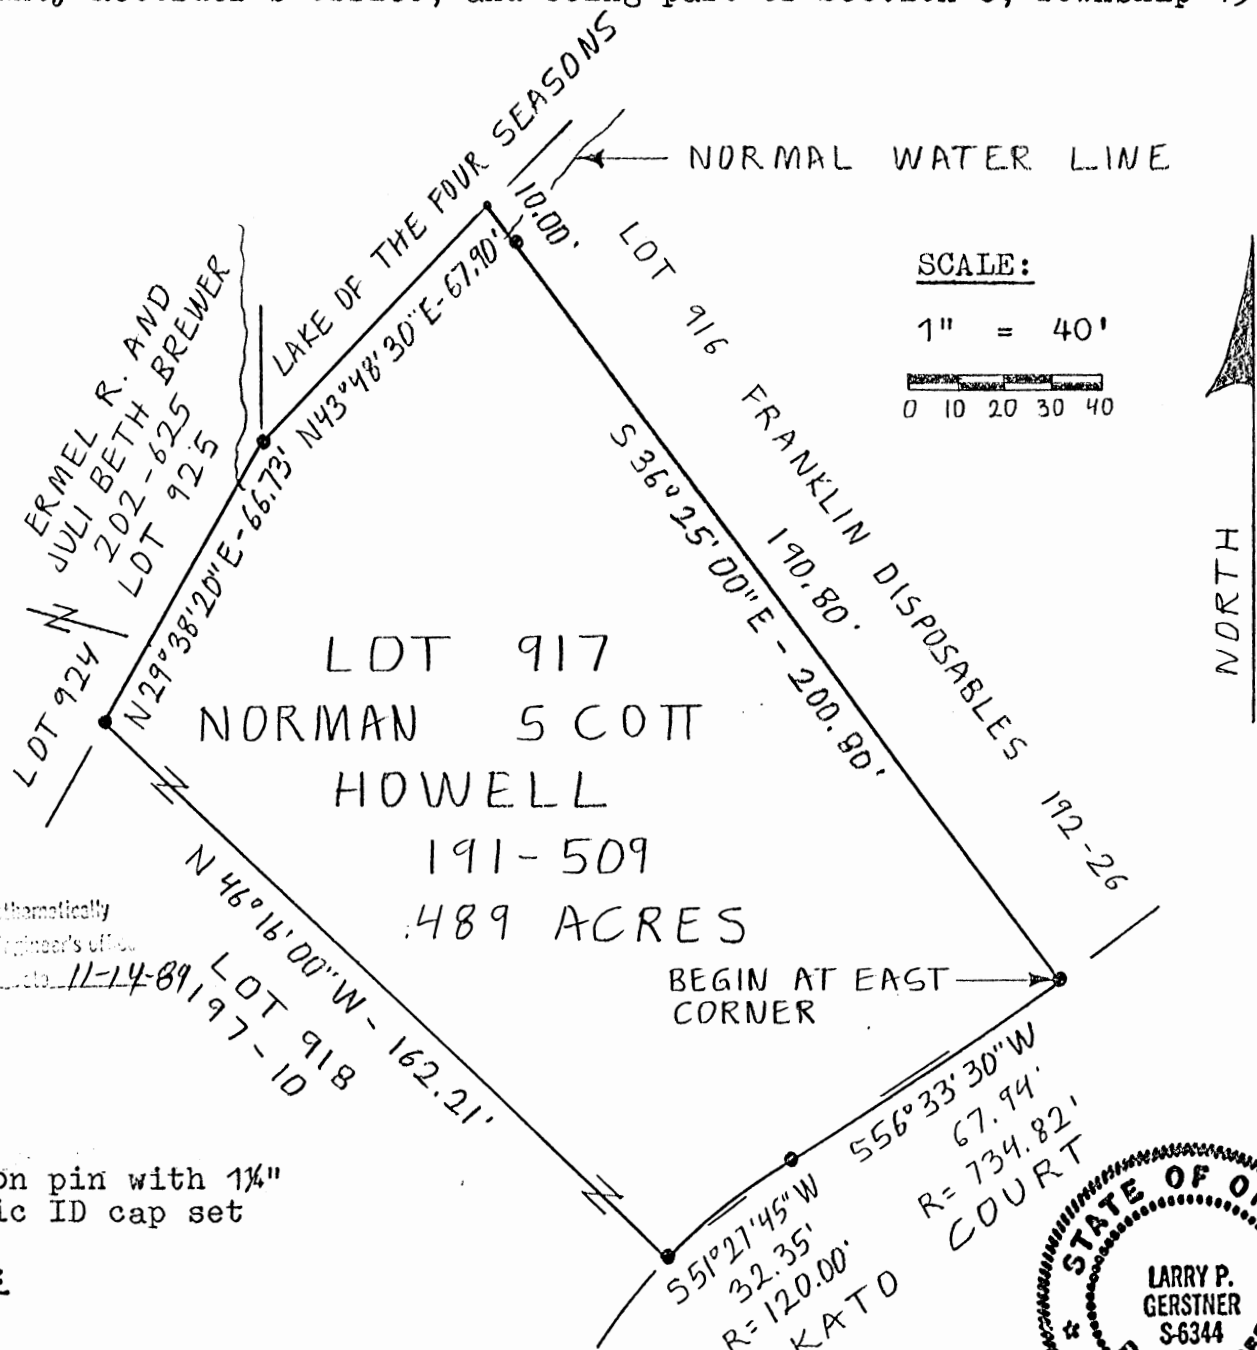 LAKE OF THE FOUR SEASONS
NORMAL WATER LINE
10.00'
SCALE:
1" = 40'
0 10 20 30 40
NORTH
ERMEL R. AND
JULI BETH BREWER
202-625
LOT 925
LOT 924
N29°38'20"E-66.73'
N43°48'30"E-67.90'
LOT 916 FRANKLIN DISPOSABLES 192-26
190.80'
S 36° 25' 00" E - 200.80'
LOT 917
NORMAN SCOTT
HOWELL
191-509
.489 ACRES
BEGIN AT EAST
CORNER
11-14-89
N 46°16'00"W - 162.21'
LOT 918
197-10
S56°33'30"W
67.94'
R= 734.82'
S51°27'45"W
32.35'
R= 120.00'
KATO COURT
on pin with 1¼"
ic ID cap set
STATE OF O
LARRY P.
GERSTNER
S-6344